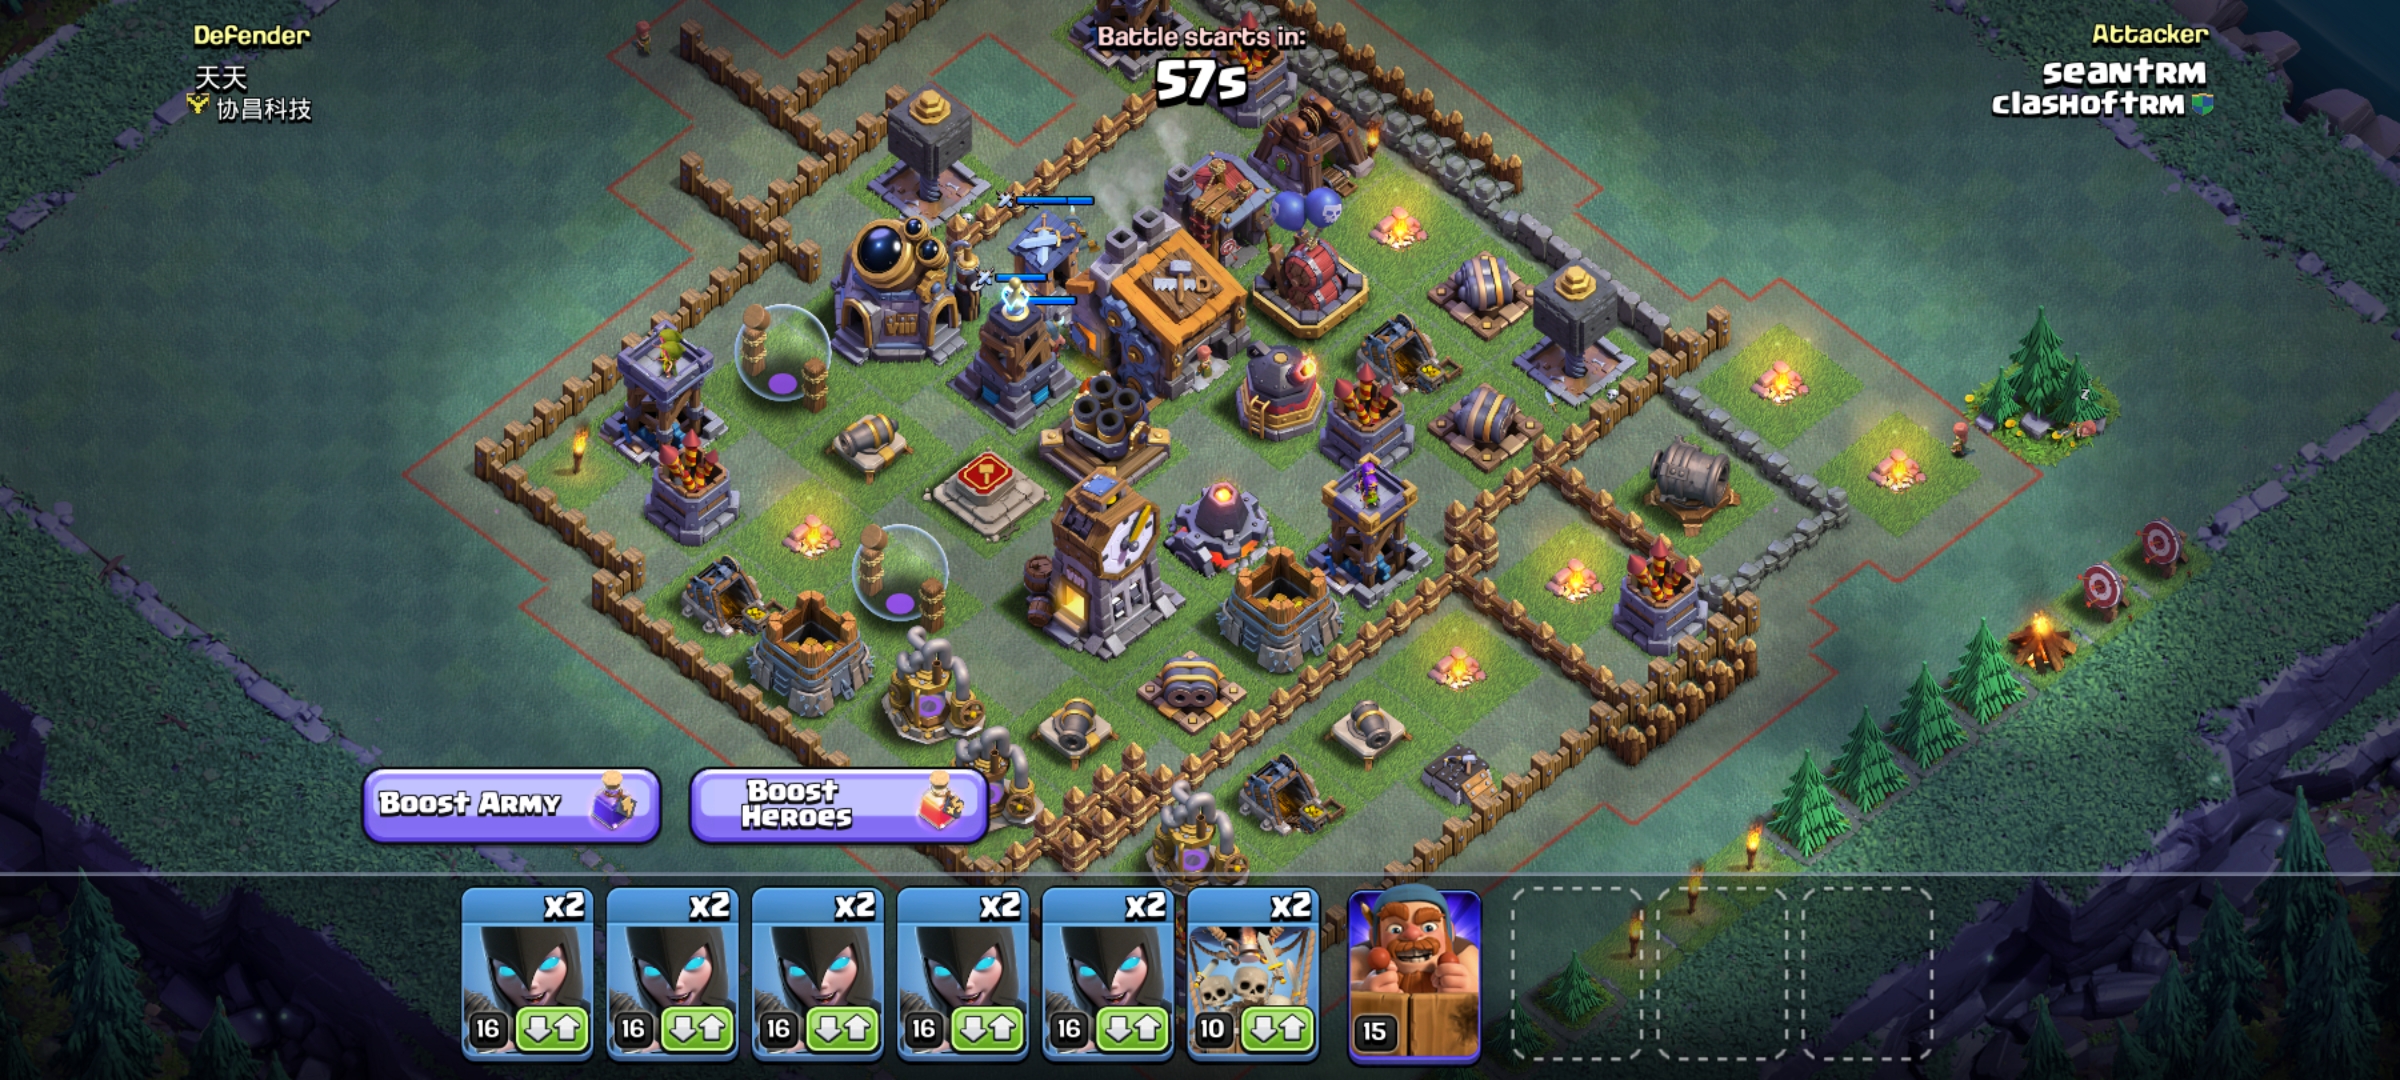 Defender
天天
协昌科技
Battle starts in:
57s
Attacker
seantRM
clashoftRM
Boost Army
Boost
Heroes
x2
x2
x2
x2
x2
x2
16
16
16
16
16
10
15